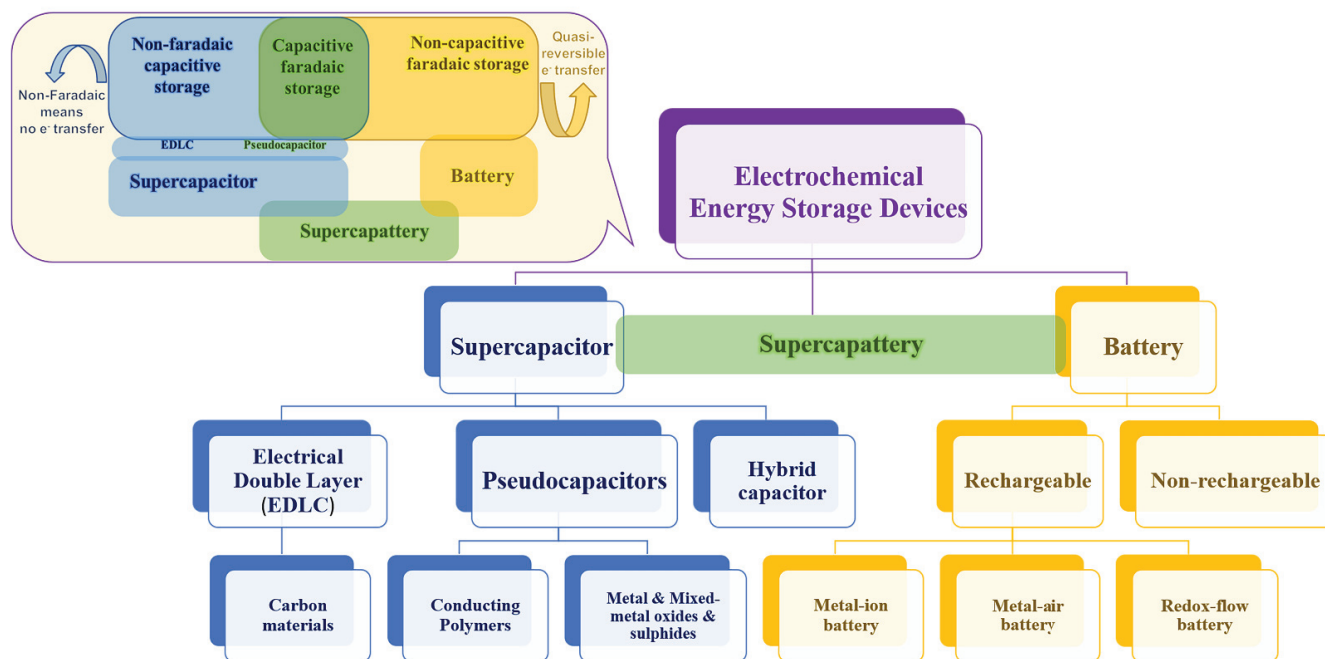 Non-faradaic
capacitive
storage
Capacitive
faradaic
storage
Non-capacitive
faradaic storage
Quasi-
reversible
e- transfer
Non-Faradaic
means
no e- transfer
EDLC
Pseudocapacitor
Supercapacitor
Battery
Supercapattery
Electrochemical
Energy Storage Devices
Supercapacitor
Supercapattery
Battery
Electrical
Double Layer
(EDLC)
Pseudocapacitors
Hybrid
capacitor
Rechargeable
Non-rechargeable
Carbon
materials
Conducting
Polymers
Metal & Mixed-
metal oxides &
sulphides
Metal-ion
battery
Metal-air
battery
Redox-flow
battery